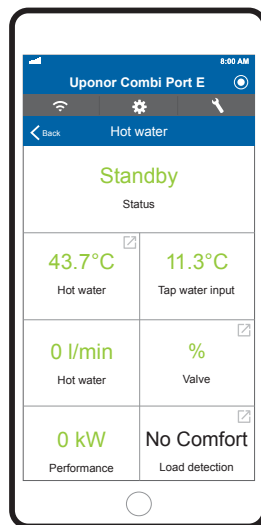 8:00 AM
Uponor Combi Port E
Back Hot water
Standby
Status
43.7°C 11.3°C
Hot water Tap water input
0 l/min %
Hot water Valve
0 kW No Comfort
Performance Load detection